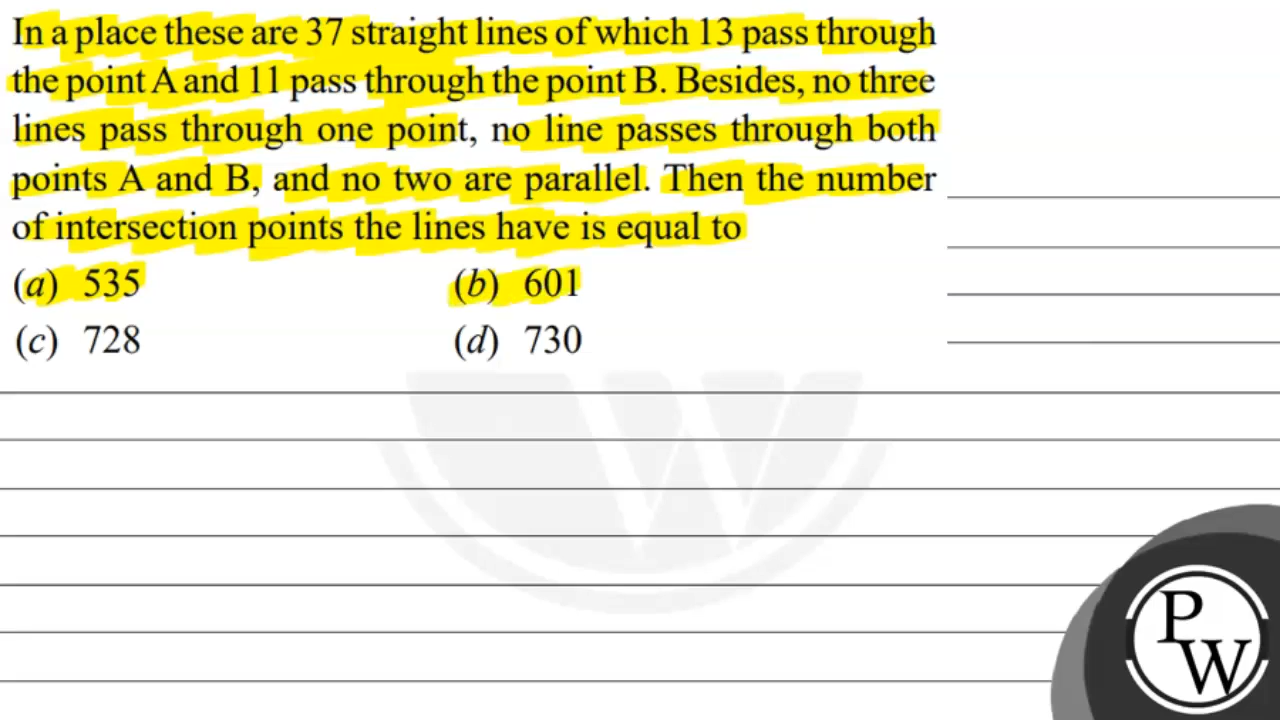 In a place these are 37 straight lines of which 13 pass through
the point A and 11 pass through the point B. Besides, no three
lines pass through one point, no line passes through both
points A and B, and no two are parallel. Then the number
of intersection points the lines have is equal to
(a) 535 (b) 601
(c) 728 (d) 730
PW